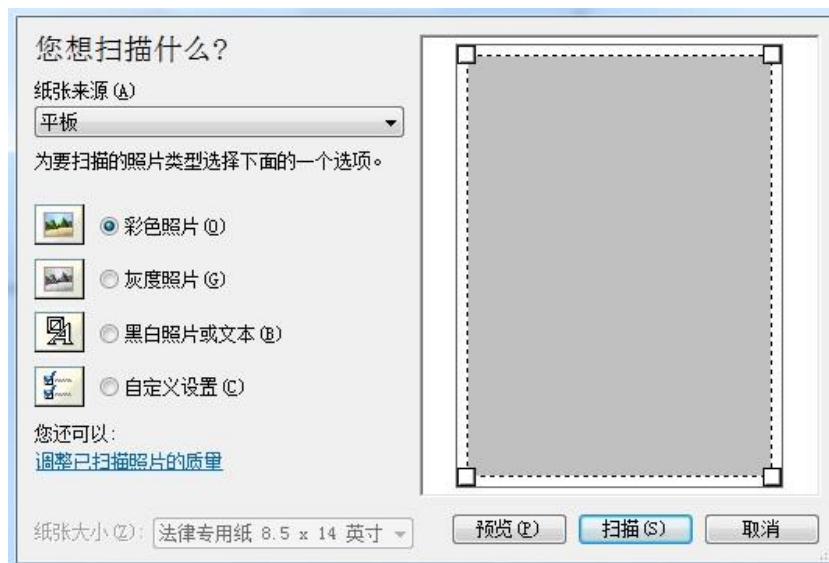 您想扫描什么?
纸张来源(A)
平板
为要扫描的照片类型选择下面的一个选项。
彩色照片(O)
灰度照片(G)
黑白照片或文本(B)
自定义设置(C)
您还可以:
调整已扫描照片的质量
纸张大小(Z): 法律专用纸 8.5 x 14 英寸
预览(P) 扫描(S) 取消